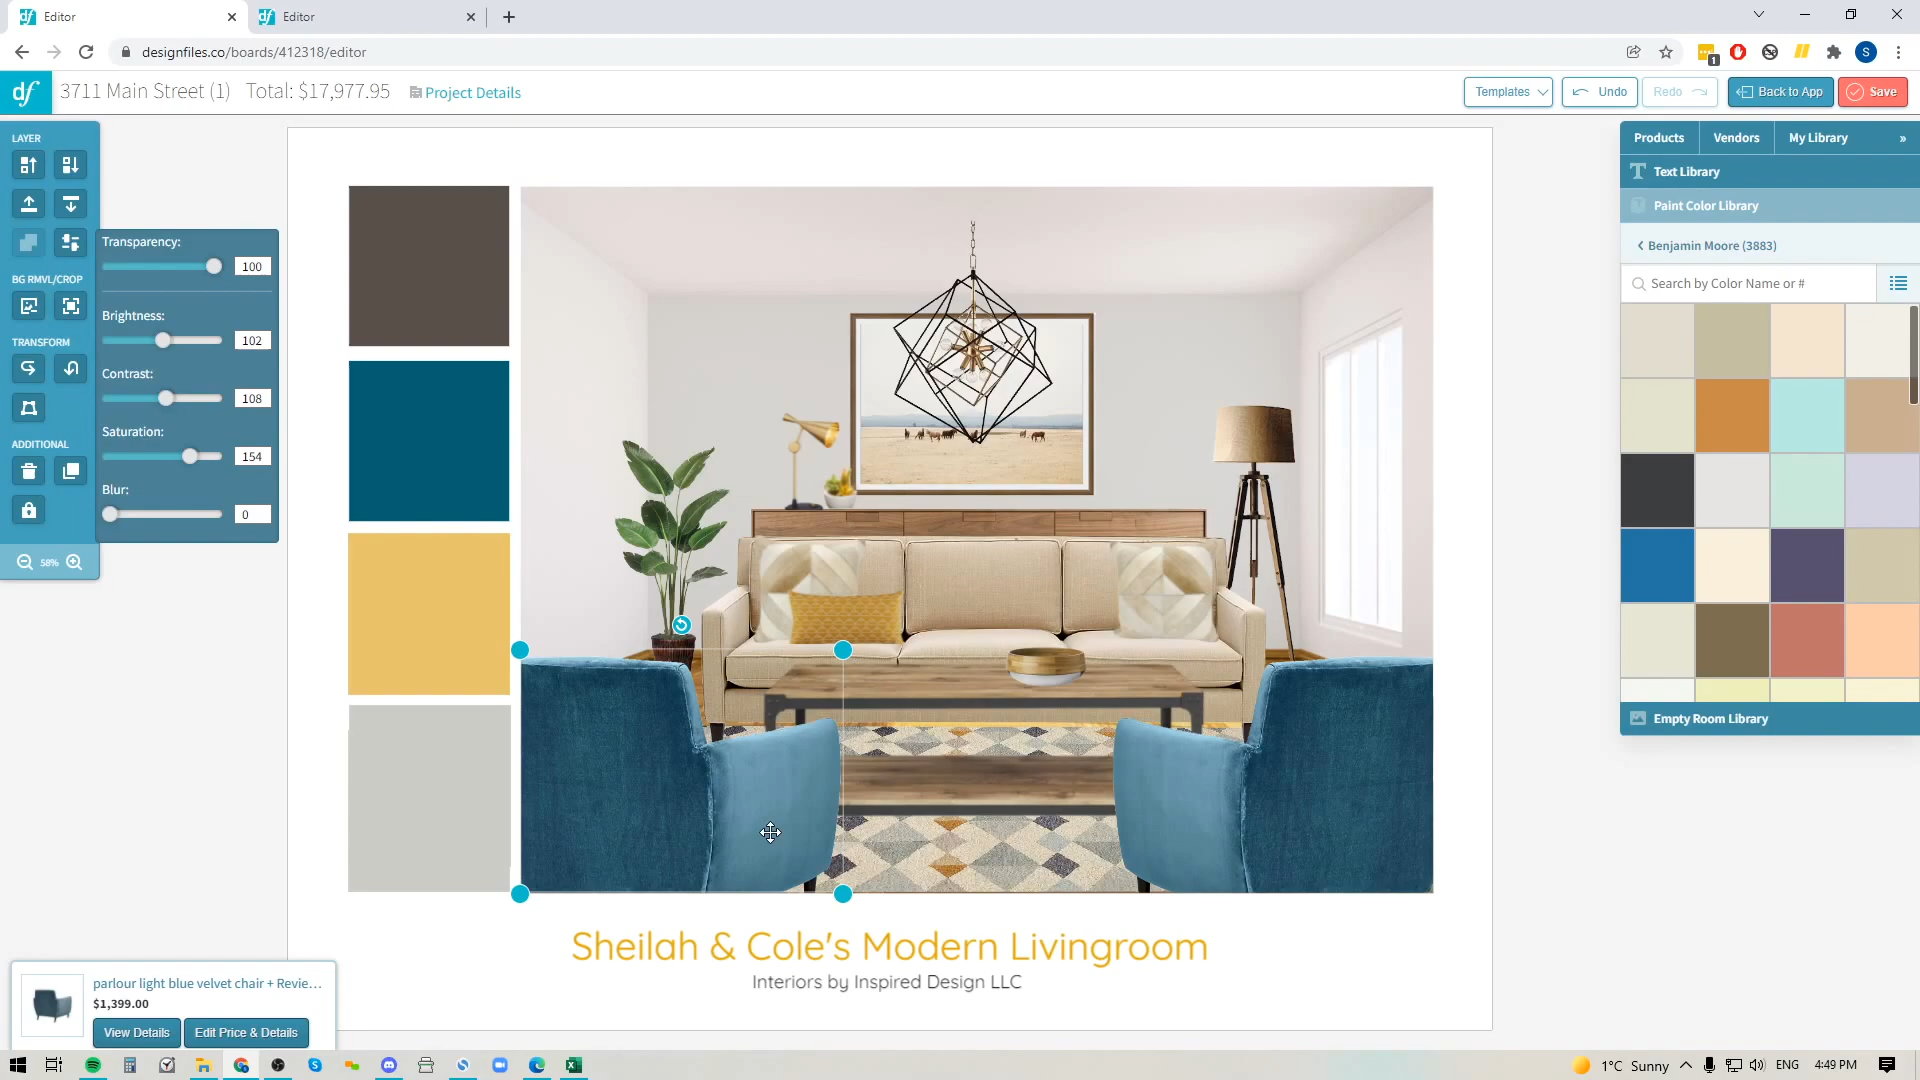 Editor
Editor
designfiles.co/boards/412318/editor
1
S
df
3711 Main Street (1)
Total: $17,977.95
Project Details
Templates
Undo
Redo
Back to App
Save
LAYER
Transparency:
100
BG RMVL/CROP
Brightness:
102
TRANSFORM
Contrast:
108
Saturation:
154
ADDITIONAL
Blur:
0
58%
Products
Vendors
My Library
»
Text Library
Paint Color Library
Benjamin Moore (3883)
Search by Color Name or #
Empty Room Library
Sheilah & Cole's Modern Livingroom
Interiors by Inspired Design LLC
parlour light blue velvet chair + Revie...
$1,399.00
View Details
Edit Price & Details
1°C Sunny
ENG
4:49 PM